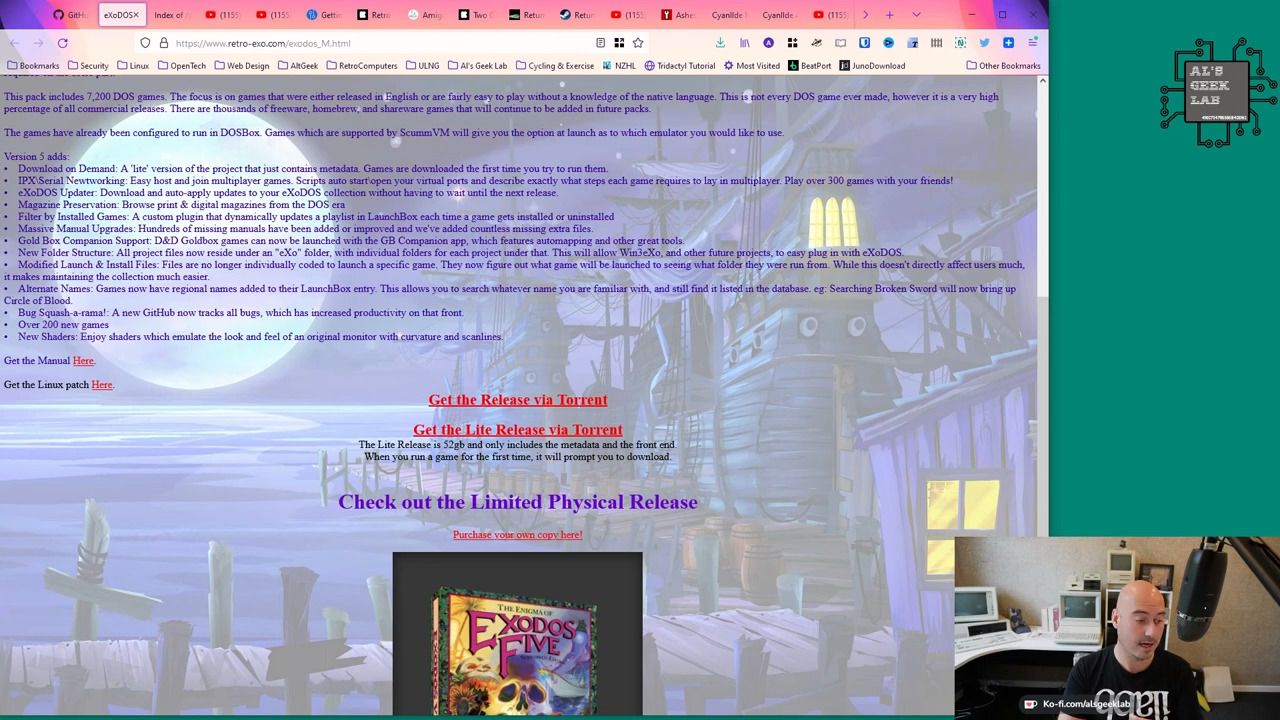 GitHu
eXoDOS
Index of /j
(1155)
(1155)
Gettin
Retro
Amig
Two G
Retur
Retur
(1155)
Ashes
CyanIIde
CyanIIde
(1155)
https://www.retro-exo.com/exodos_M.html
Bookmarks
Security
Linux
OpenTech
Web Design
AltGeek
RetroComputers
ULNG
Al's Geek Lab
Cycling & Exercise
NZHL
Tridactyl Tutorial
Most Visited
BeatPort
JunoDownload
Other Bookmarks
This pack includes 7,200 DOS games. The focus is on games that were either released in English or are fairly easy to play without a knowledge of the native language. This is not every DOS game ever made, however it is a very high
percentage of all commercial releases. There are thousands of freeware, homebrew, and shareware games that will continue to be added in future packs.
The games have already been configured to run in DOSBox. Games which are supported by ScummVM will give you the option at launch as to which emulator you would like to use.
Version 5 adds:
• Download on Demand: A 'lite' version of the project that just contains metadata. Games are downloaded the first time you try to run them.
• IPX\Serial Newtworking: Easy host and join multiplayer games. Scripts auto start\open your virtual ports and describe exactly what steps each game requires to lay in multiplayer. Play over 300 games with your friends!
• eXoDOS Updater: Download and auto-apply updates to your eXoDOS collection without having to wait until the next release.
• Magazine Preservation: Browse print & digital magazines from the DOS era
• Filter by Installed Games: A custom plugin that dynamically updates a playlist in LaunchBox each time a game gets installed or uninstalled
• Massive Manual Upgrades: Hundreds of missing manuals have been added or improved and we've added countless missing extra files.
• Gold Box Companion Support: D&D Goldbox games can now be launched with the GB Companion app, which features automapping and other great tools.
• New Folder Structure: All project files now reside under an "eXo" folder, with individual folders for each project under that. This will allow Win3eXo, and other future projects, to easy plug in with eXoDOS.
• Modified Launch & Install Files: Files are no longer individually coded to launch a specific game. They now figure out what game will be launched to seeing what folder they were run from. While this doesn't directly affect users much,
it makes maintaining the collection much easier.
• Alternate Names: Games now have regional names added to their LaunchBox entry. This allows you to search whatever name you are familiar with, and still find it listed in the database. eg: Searching Broken Sword will now bring up
Circle of Blood.
• Bug Squash-a-rama!: A new GitHub now tracks all bugs, which has increased productivity on that front.
• Over 200 new games
• New Shaders: Enjoy shaders which emulate the look and feel of an original monitor with curvature and scanlines.
Get the Manual Here.
Get the Linux patch Here.
Get the Release via Torrent
Get the Lite Release via Torrent
The Lite Release is 52gb and only includes the metadata and the front end.
When you run a game for the first time, it will prompt you to download.
Check out the Limited Physical Release
Purchase your own copy here!
THE ENIGMA OF
EXODOS
FIVE
AL'S
GEEK
LAB
Ko-fi.com/alsgeeklab